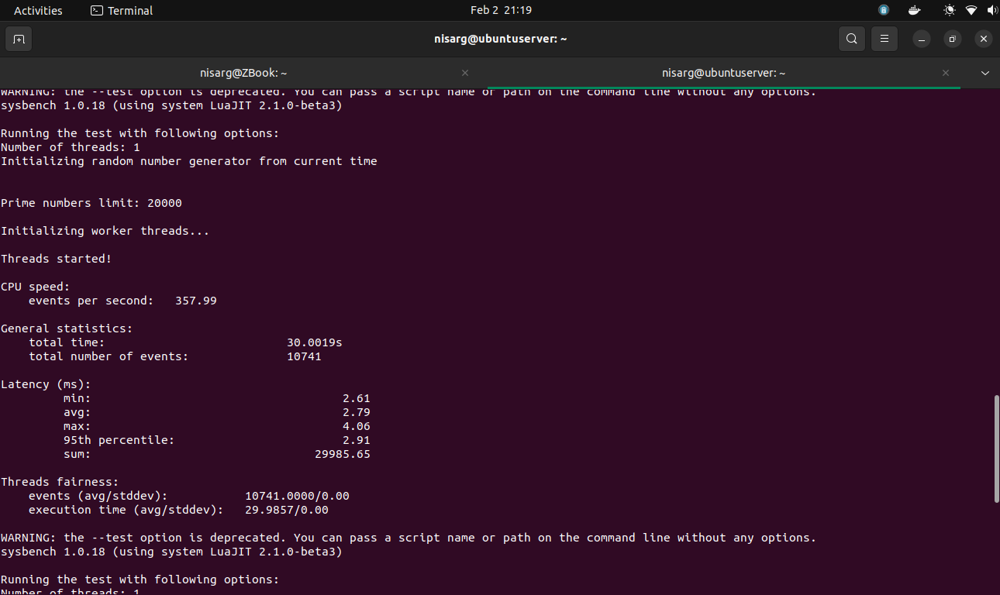 Activities Terminal Feb 2 21:19
nisarg@ubuntuserver: ~
nisarg@ZBook: ~ nisarg@ubuntuserver: ~
WARNING: the --test option is deprecated. You can pass a script name or path on the command line without any options.
sysbench 1.0.18 (using system LuaJIT 2.1.0-beta3)
Running the test with following options:
Number of threads: 1
Initializing random number generator from current time
Prime numbers limit: 20000
Initializing worker threads...
Threads started!
CPU speed:
events per second: 357.99
General statistics:
total time: 30.0019s
total number of events: 10741
Latency (ms):
min: 2.61
avg: 2.79
max: 4.06
95th percentile: 2.91
sum: 29985.65
Threads fairness:
events (avg/stddev): 10741.0000/0.00
execution time (avg/stddev): 29.9857/0.00
WARNING: the --test option is deprecated. You can pass a script name or path on the command line without any options.
sysbench 1.0.18 (using system LuaJIT 2.1.0-beta3)
Running the test with following options:
Number of threads: 1